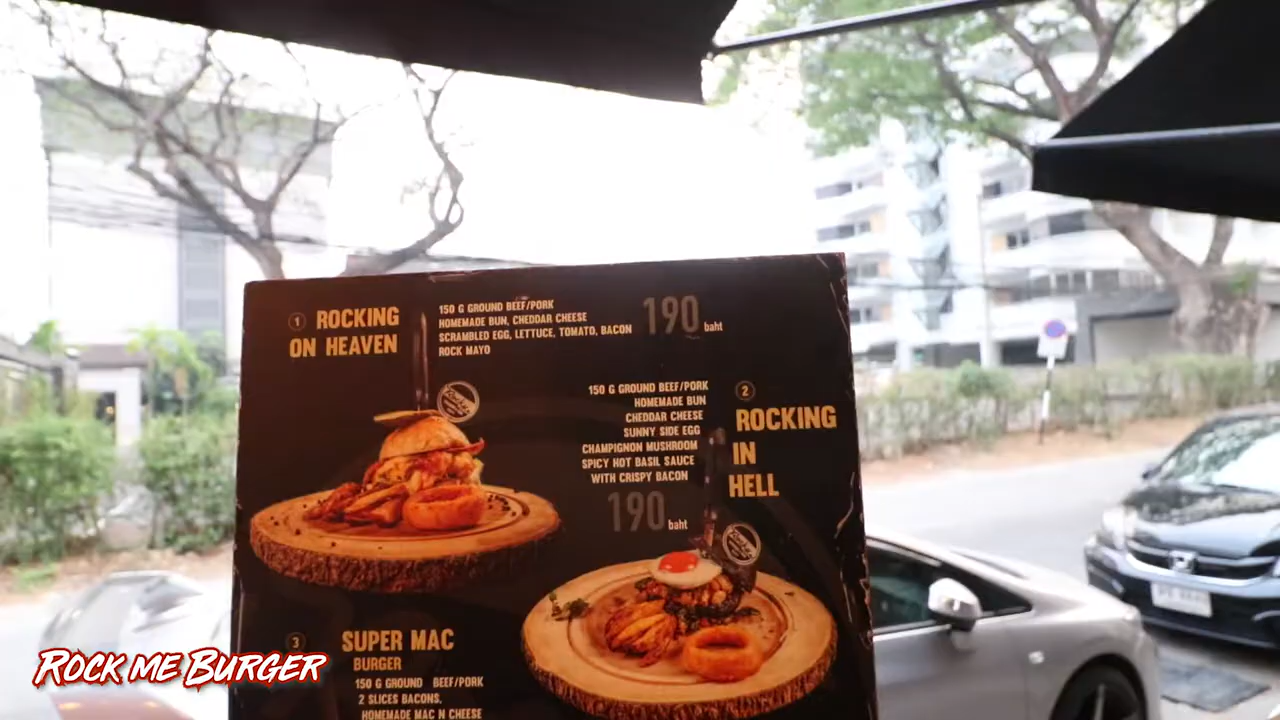 1 ROCKING
ON HEAVEN
150 G GROUND BEEF/PORK
HOMEMADE BUN, CHEDDAR CHEESE
SCRAMBLED EGG, LETTUCE, TOMATO, BACON
ROCK MAYO
190 baht
150 G GROUND BEEF/PORK
HOMEMADE BUN
CHEDDAR CHEESE
SUNNY SIDE EGG
CHAMPIGNON MUSHROOM
SPICY HOT BASIL SAUCE
WITH CRISPY BACON
190 baht
2
ROCKING
IN
HELL
3 SUPER MAC
BURGER
150 G GROUND BEEF/PORK
2 SLICES BACONS,
HOMEMADE MAC N CHEESE
ROCK ME BURGER